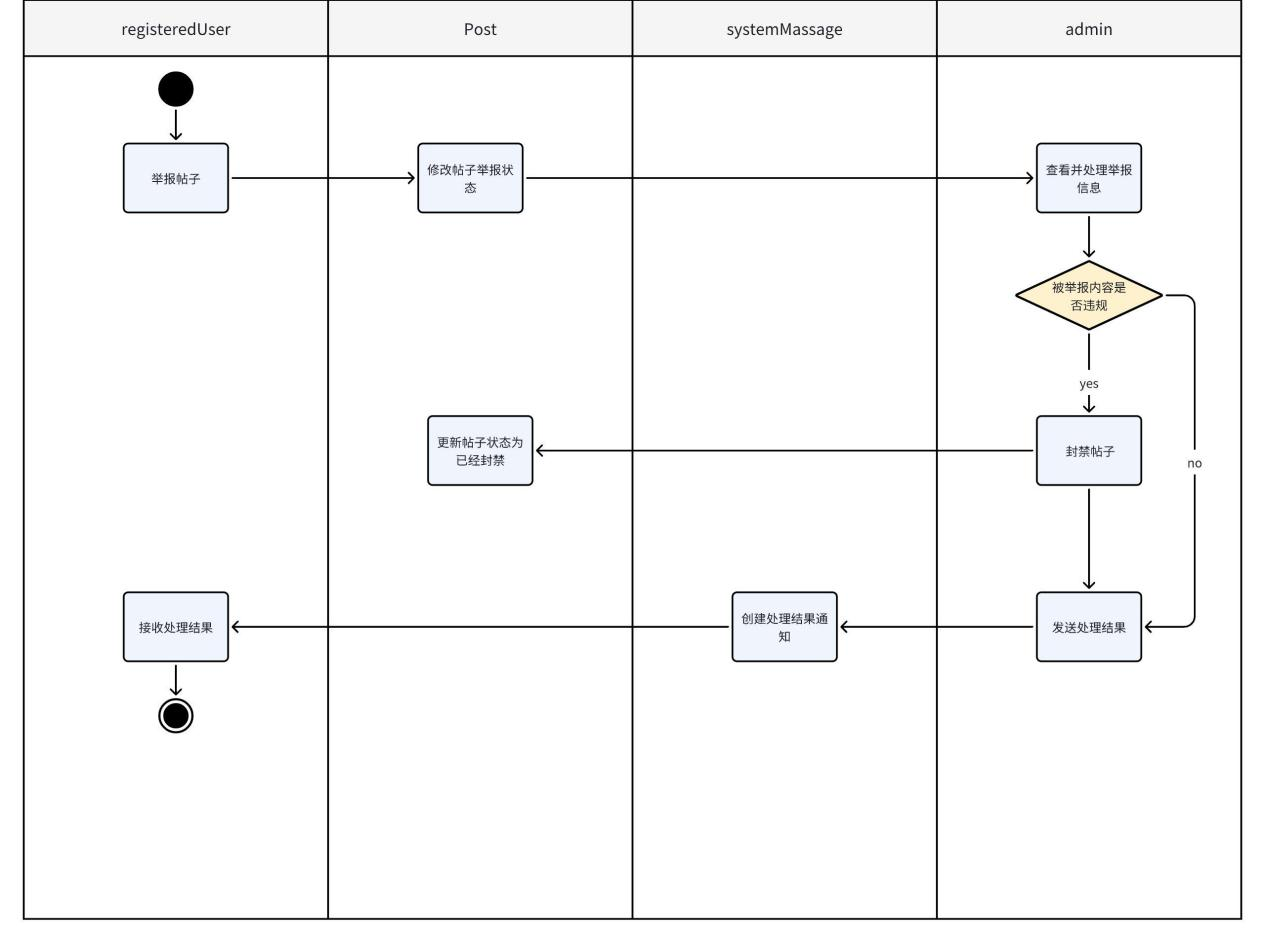 registeredUser
Post
systemMassage
admin
举报帖子
修改帖子举报状
态
查看并处理举报
信息
被举报内容是
否违规
yes
更新帖子状态为
已经封禁
封禁帖子
no
接收处理结果
创建处理结果通
知
发送处理结果